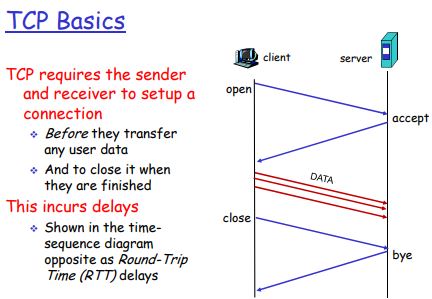 TCP Basics
TCP requires the sender
and receiver to setup a
connection
Before they transfer
any user data
And to close it when
they are finished
This incurs delays
Shown in the time-
sequence diagram
opposite as Round-Trip
Time (RTT) delays
client
server
open
accept
DATA
close
bye